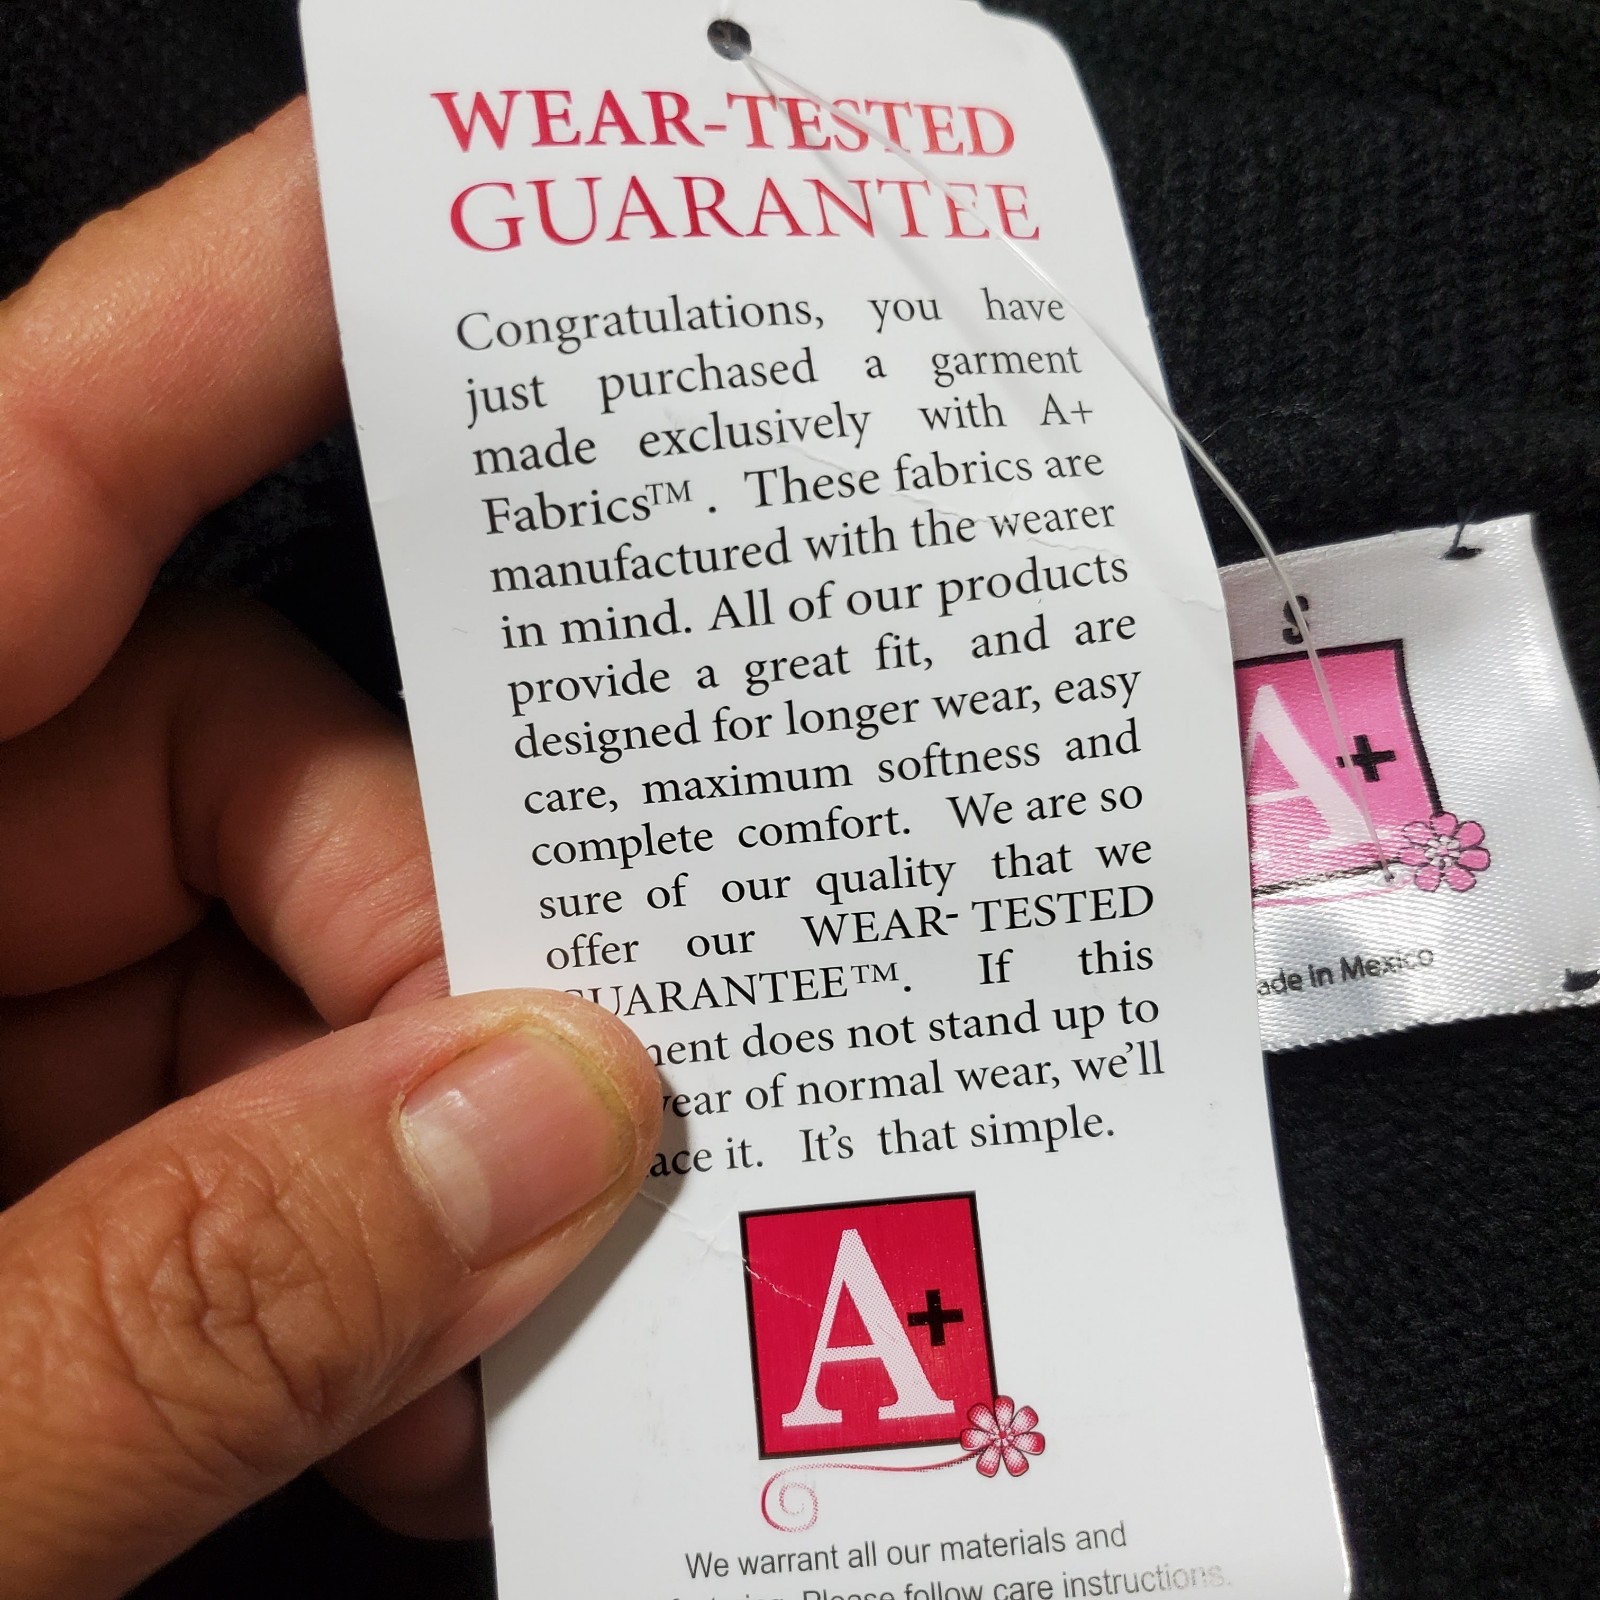 WEAR-TESTED
GUARANTEE
Congratulations, you have
just purchased a garment
made exclusively with A+
Fabrics™. These fabrics are
manufactured with the wearer
in mind. All of our products
provide a great fit, and are
designed for longer wear, easy
care, maximum softness and
complete comfort. We are so
sure of our quality that we
offer our WEAR- TESTED
GUARANTEE™. If this
does not stand up to
year of normal wear, we'll
it. It's that simple.
A+
We warrant all our materials and
Please follow care instructions.
S
A+
Made In Mexico